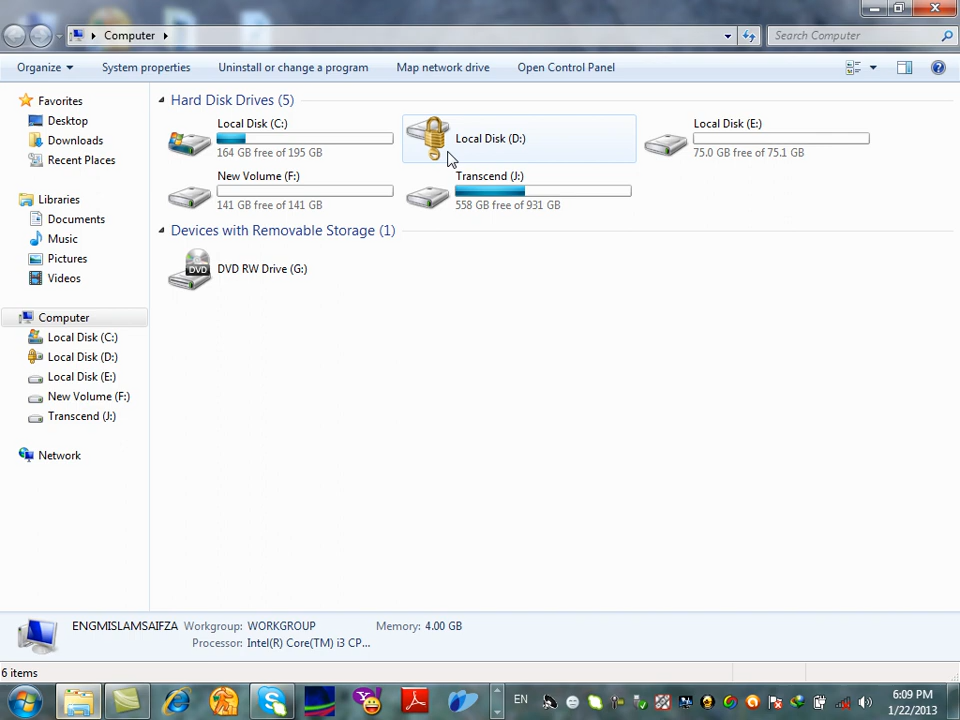 Computer
Search Computer
Organize
System properties
Uninstall or change a program
Map network drive
Open Control Panel
Favorites
Desktop
Downloads
Recent Places
Libraries
Documents
Music
Pictures
Videos
Computer
Local Disk (C:)
Local Disk (D:)
Local Disk (E:)
New Volume (F:)
Transcend (J:)
Network
Hard Disk Drives (5)
Local Disk (C:)
164 GB free of 195 GB
Local Disk (D:)
Local Disk (E:)
75.0 GB free of 75.1 GB
New Volume (F:)
141 GB free of 141 GB
Transcend (J:)
558 GB free of 931 GB
Devices with Removable Storage (1)
DVD
DVD RW Drive (G:)
ENGMISLAMSAIFZA Workgroup: WORKGROUP Memory: 4.00 GB
Processor: Intel(R) Core(TM) i3 CP...
6 items
EN
6:09 PM
1/22/2013